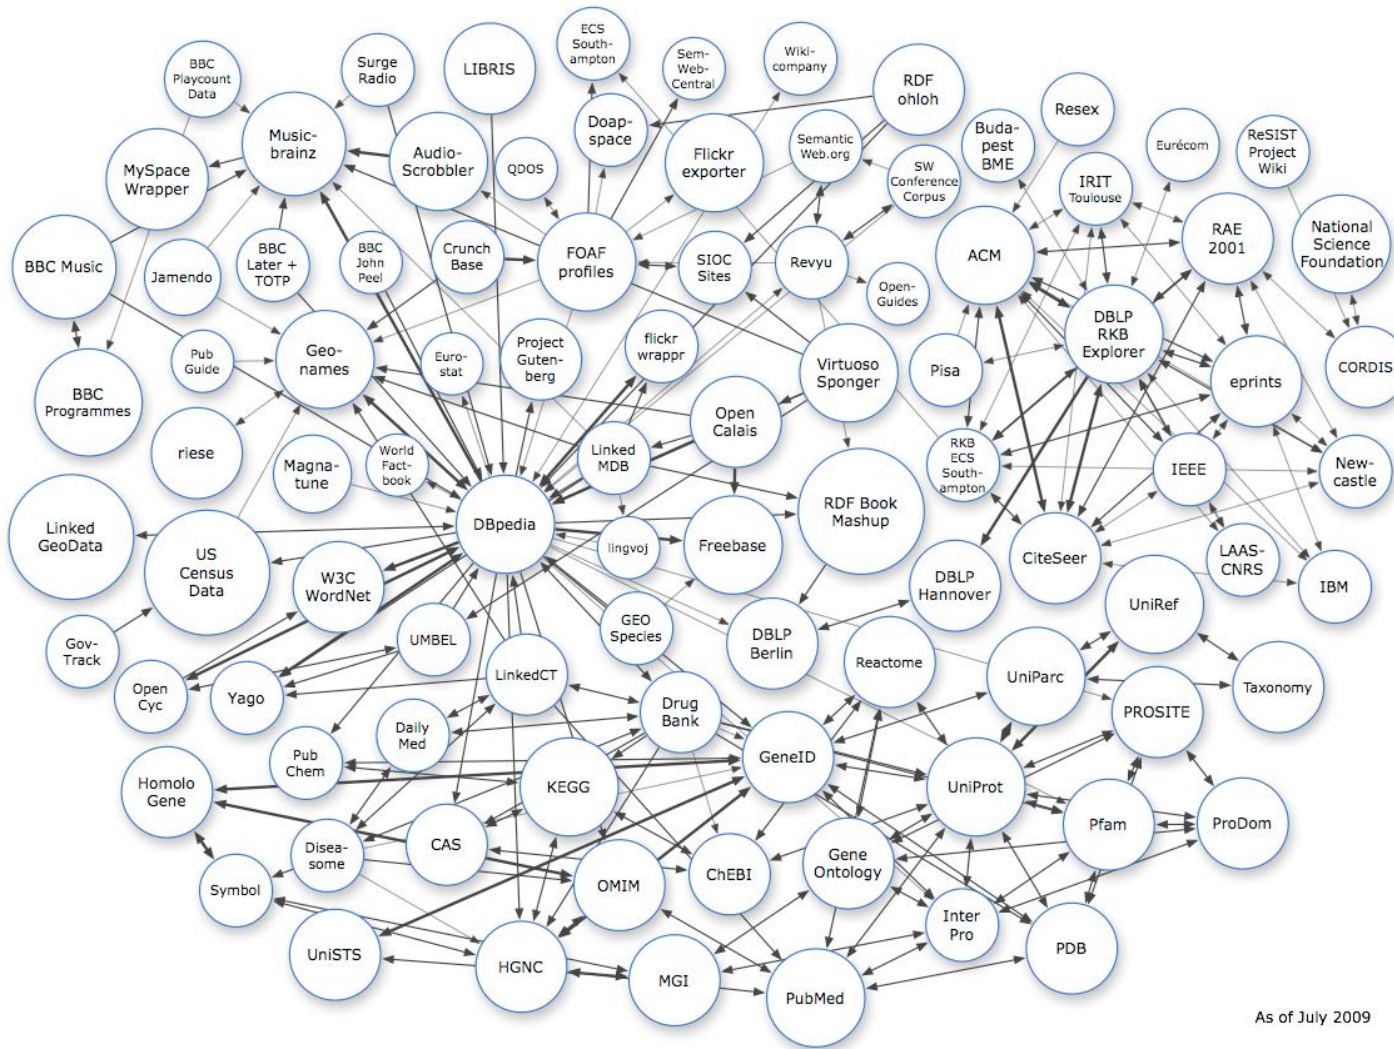 BBC
Playcount
Data
Surge
Radio
LIBRIS
ECS
South-
ampton
Sem-
Web-
Central
Wiki-
company
RDF
ohloh
Resex
Music-
brainz
Doap-
space
Buda-
pest
BME
Eurécom
ReSIST
Project
Wiki
MySpace
Wrapper
Audio-
Scrobbler
QDOS
Flickr
exporter
Semantic
Web.org
SW
Conference
Corpus
IRIT
Toulouse
BBC Music
Jamendo
BBC
Later +
TOTP
BBC
John
Peel
Crunch
Base
FOAF
profiles
SIOC
Sites
Revyu
Open-
Guides
ACM
RAE
2001
National
Science
Foundation
Pub
Guide
Geo-
names
Euro-
stat
Project
Guten-
berg
flickr
wrappr
Virtuoso
Sponger
Pisa
DBLP
RKB
Explorer
eprints
CORDIS
BBC
Programmes
riese
Magna-
tune
World
Fact-
book
Linked
MDB
Open
Calais
RKB
ECS
South-
ampton
IEEE
New-
castle
Linked
GeoData
US
Census
Data
W3C
WordNet
DBpedia
lingvoj
Freebase
RDF Book
Mashup
DBLP
Hannover
CiteSeer
LAAS-
CNRS
IBM
Gov-
Track
UMBEL
GEO
Species
DBLP
Berlin
UniRef
Open
Cyc
Yago
LinkedCT
Reactome
UniParc
Taxonomy
Daily
Med
Drug
Bank
PROSITE
Pub
Chem
GeneID
Homolo
Gene
KEGG
UniProt
Pfam
ProDom
Disea-
some
CAS
Symbol
OMIM
ChEBI
Gene
Ontology
Inter
Pro
UniSTS
HGNC
MGI
PubMed
PDB
As of July 2009